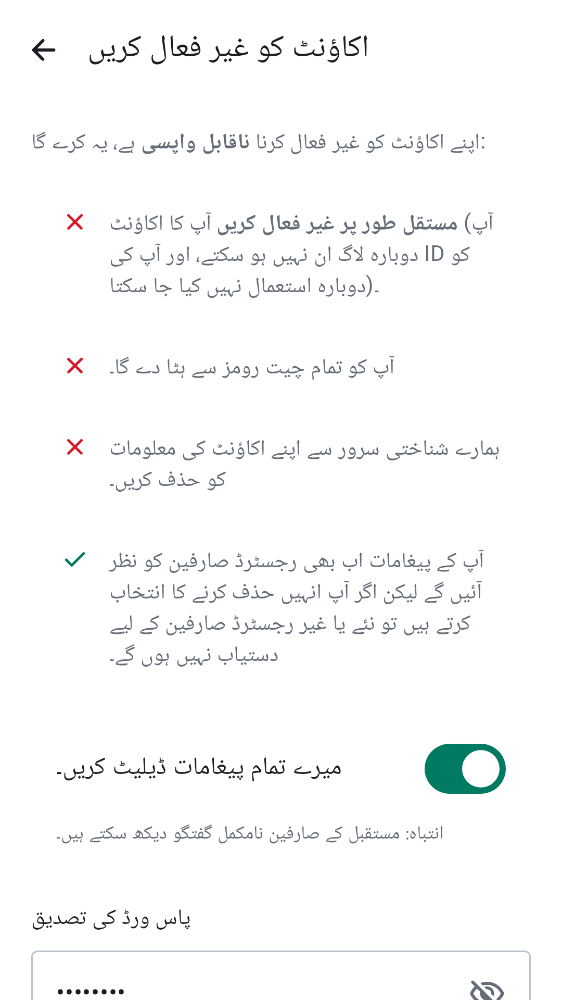 اکاؤنٹ کو غیر فعال کریں
اپنے اکاؤنٹ کو غیر فعال کرنا ناقابل واپسی ہے، یہ کرے گا:
مستقل طور پر غیر فعال کریں آپ کا اکاؤنٹ (آپ
دوبارہ لاگ ان نہیں ہو سکتے، اور آپ کی ID کو
دوبارہ استعمال نہیں کیا جا سکتا)۔
آپ کو تمام چیت رومز سے ہٹا دے گا۔
ہمارے شناختی سرور سے اپنے اکاؤنٹ کی معلومات
کو حذف کریں۔
آپ کے پیغامات اب بھی رجسٹرڈ صارفین کو نظر
آئیں گے لیکن اگر آپ انہیں حذف کرنے کا انتخاب
کرتے ہیں تو نئے یا غیر رجسٹرڈ صارفین کے لیے
دستیاب نہیں ہوں گے۔
میرے تمام پیغامات ڈیلیٹ کریں۔
انتباہ: مستقبل کے صارفین نامکمل گفتگو دیکھ سکتے ہیں۔
پاس ورڈ کی تصدیق
••••••••